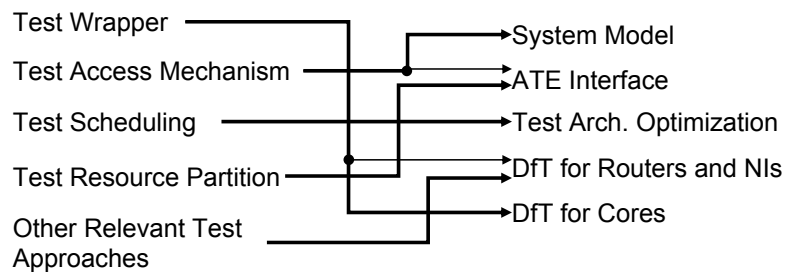 Test Wrapper
System Model
Test Access Mechanism
ATE Interface
Test Scheduling
Test Arch. Optimization
Test Resource Partition
DfT for Routers and NIs
DfT for Cores
Other Relevant Test
Approaches